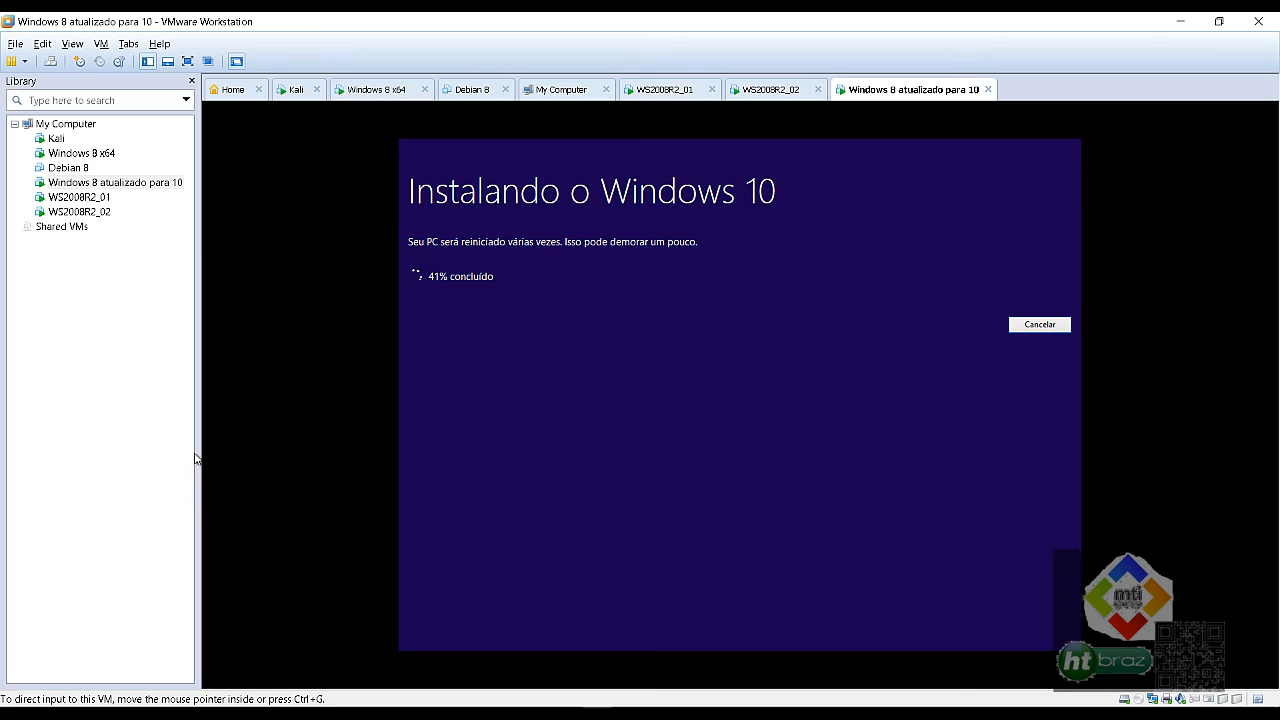 Windows 8 atualizado para 10 - VMware Workstation
File Edit View VM Tabs Help
Library
Type here to search
Home Kali Windows 8 x64 Debian 8 My Computer WS2008R2_01 WS2008R2_02 Windows 8 atualizado para 10
My Computer
Kali
Windows 8 x64
Debian 8
Windows 8 atualizado para 10
WS2008R2_01
WS2008R2_02
Shared VMs
Instalando o Windows 10
Seu PC será reiniciado várias vezes. Isso pode demorar um pouco.
41% concluído
Cancelar
mti
ht braz
To direct input to this VM, move the mouse pointer inside or press Ctrl+G.